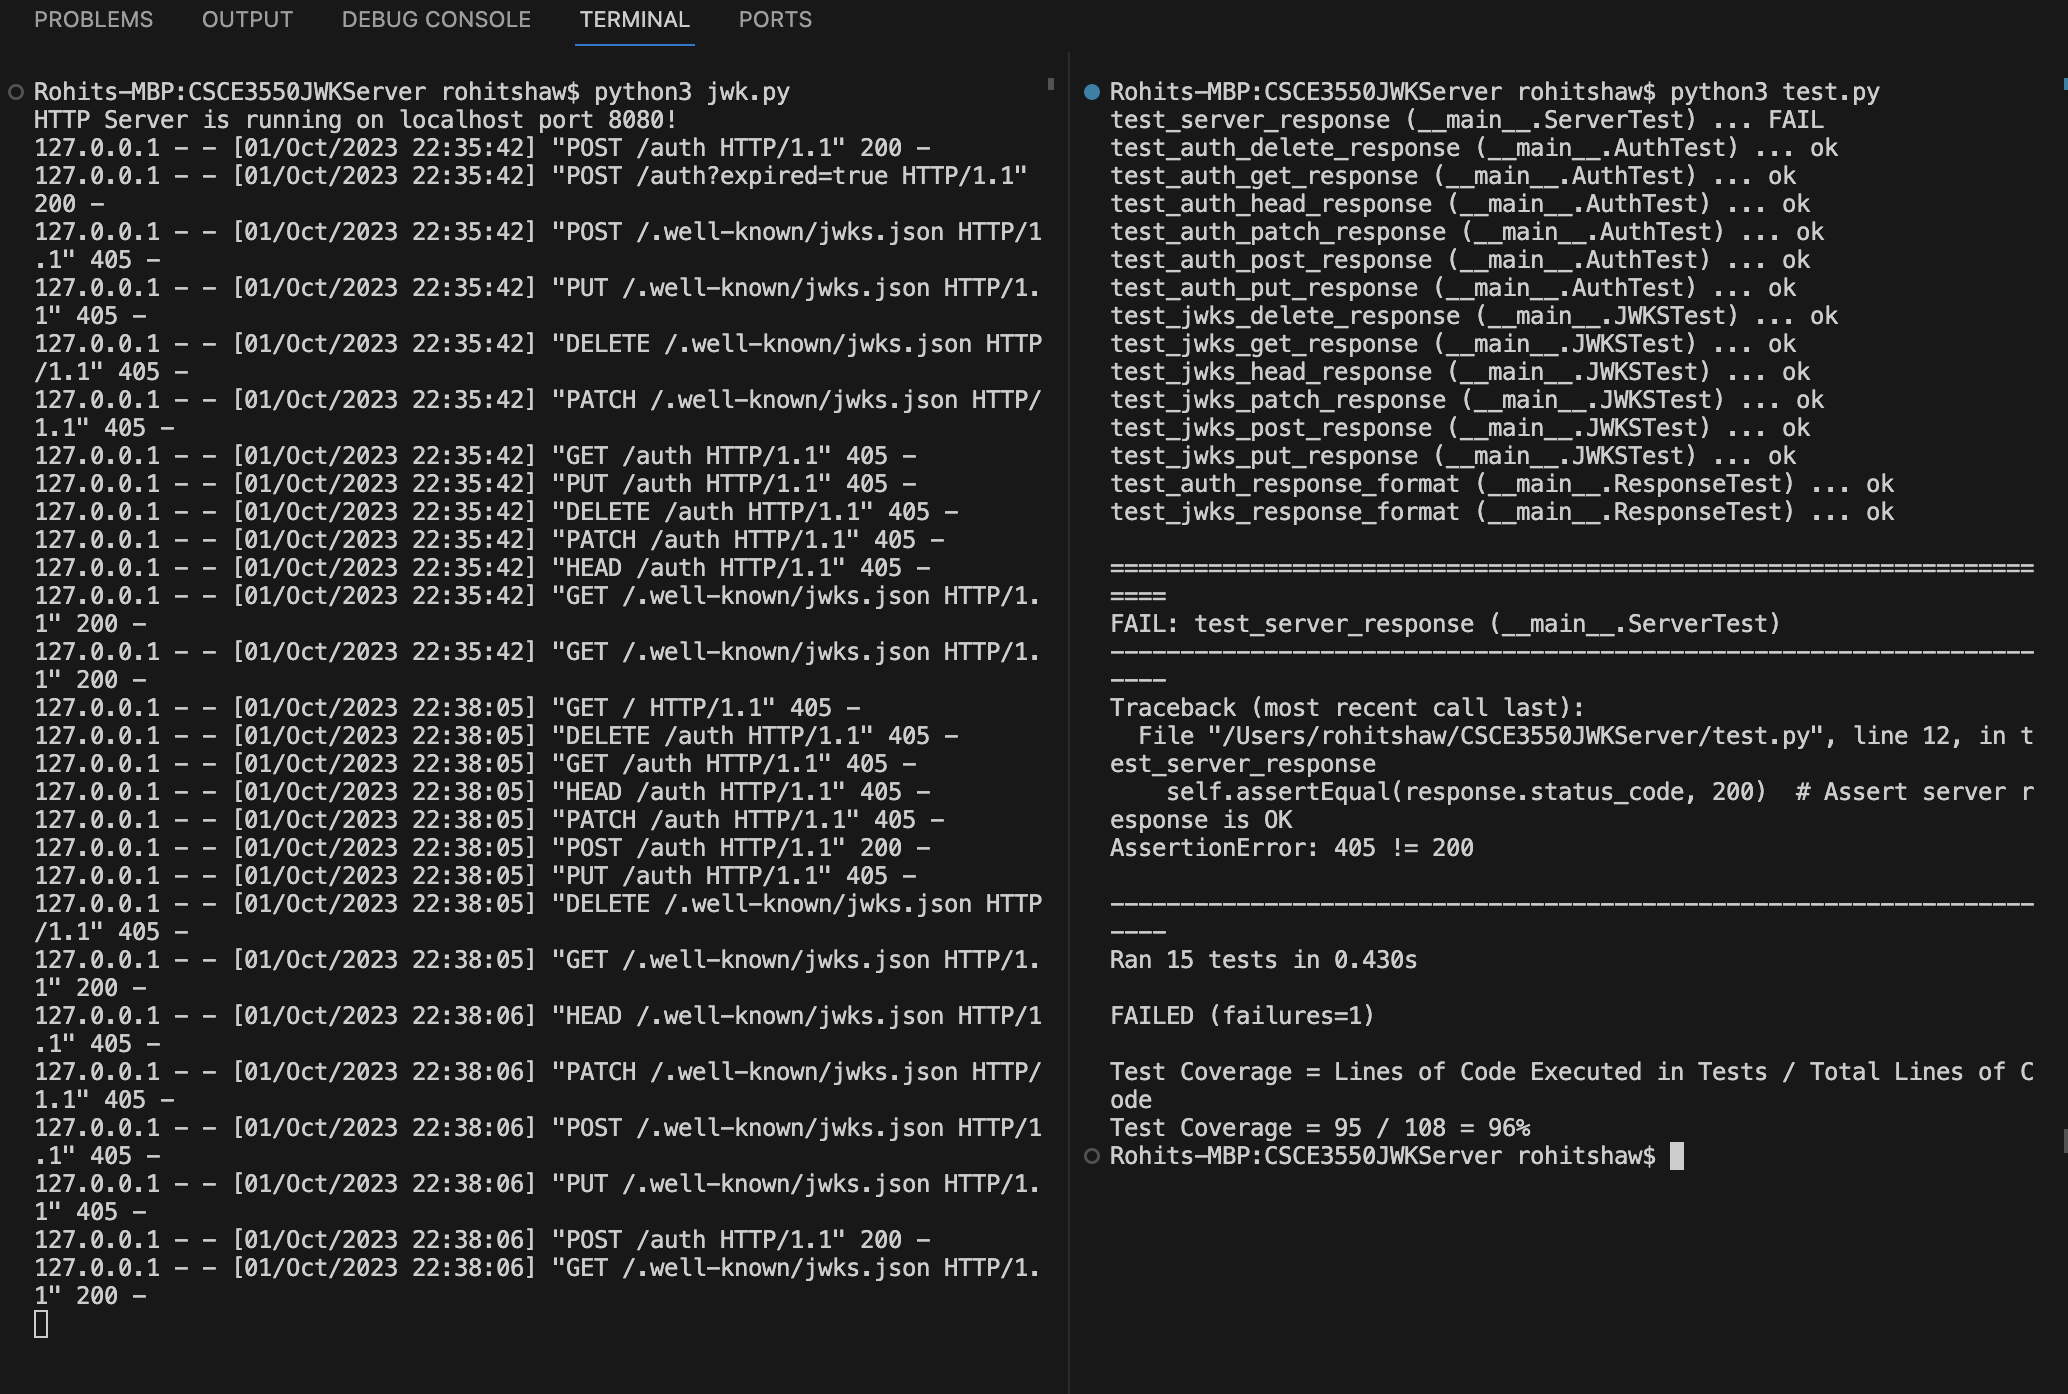 PROBLEMS OUTPUT DEBUG CONSOLE TERMINAL PORTS
Rohits-MBP:CSCE3550JWKServer rohitshaw$ python3 jwk.py
HTTP Server is running on localhost port 8080!
127.0.0.1 - - [01/Oct/2023 22:35:42] "POST /auth HTTP/1.1" 200 -
127.0.0.1 - - [01/Oct/2023 22:35:42] "POST /auth?expired=true HTTP/1.1"
200 -
127.0.0.1 - - [01/Oct/2023 22:35:42] "POST /.well-known/jwks.json HTTP/1
.1" 405 -
127.0.0.1 - - [01/Oct/2023 22:35:42] "PUT /.well-known/jwks.json HTTP/1.
1" 405 -
127.0.0.1 - - [01/Oct/2023 22:35:42] "DELETE /.well-known/jwks.json HTTP
/1.1" 405 -
127.0.0.1 - - [01/Oct/2023 22:35:42] "PATCH /.well-known/jwks.json HTTP/
1.1" 405 -
127.0.0.1 - - [01/Oct/2023 22:35:42] "GET /auth HTTP/1.1" 405 -
127.0.0.1 - - [01/Oct/2023 22:35:42] "PUT /auth HTTP/1.1" 405 -
127.0.0.1 - - [01/Oct/2023 22:35:42] "DELETE /auth HTTP/1.1" 405 -
127.0.0.1 - - [01/Oct/2023 22:35:42] "PATCH /auth HTTP/1.1" 405 -
127.0.0.1 - - [01/Oct/2023 22:35:42] "HEAD /auth HTTP/1.1" 405 -
127.0.0.1 - - [01/Oct/2023 22:35:42] "GET /.well-known/jwks.json HTTP/1.
1" 200 -
127.0.0.1 - - [01/Oct/2023 22:35:42] "GET /.well-known/jwks.json HTTP/1.
1" 200 -
127.0.0.1 - - [01/Oct/2023 22:38:05] "GET / HTTP/1.1" 405 -
127.0.0.1 - - [01/Oct/2023 22:38:05] "DELETE /auth HTTP/1.1" 405 -
127.0.0.1 - - [01/Oct/2023 22:38:05] "GET /auth HTTP/1.1" 405 -
127.0.0.1 - - [01/Oct/2023 22:38:05] "HEAD /auth HTTP/1.1" 405 -
127.0.0.1 - - [01/Oct/2023 22:38:05] "PATCH /auth HTTP/1.1" 405 -
127.0.0.1 - - [01/Oct/2023 22:38:05] "POST /auth HTTP/1.1" 200 -
127.0.0.1 - - [01/Oct/2023 22:38:05] "PUT /auth HTTP/1.1" 405 -
127.0.0.1 - - [01/Oct/2023 22:38:05] "DELETE /.well-known/jwks.json HTTP
/1.1" 405 -
127.0.0.1 - - [01/Oct/2023 22:38:05] "GET /.well-known/jwks.json HTTP/1.
1" 200 -
127.0.0.1 - - [01/Oct/2023 22:38:06] "HEAD /.well-known/jwks.json HTTP/1
.1" 405 -
127.0.0.1 - - [01/Oct/2023 22:38:06] "PATCH /.well-known/jwks.json HTTP/
1.1" 405 -
127.0.0.1 - - [01/Oct/2023 22:38:06] "POST /.well-known/jwks.json HTTP/1
.1" 405 -
127.0.0.1 - - [01/Oct/2023 22:38:06] "PUT /.well-known/jwks.json HTTP/1.
1" 405 -
127.0.0.1 - - [01/Oct/2023 22:38:06] "POST /auth HTTP/1.1" 200 -
127.0.0.1 - - [01/Oct/2023 22:38:06] "GET /.well-known/jwks.json HTTP/1.
1" 200 -
Rohits-MBP:CSCE3550JWKServer rohitshaw$ python3 test.py
test_server_response (__main__.ServerTest) ... FAIL
test_auth_delete_response (__main__.AuthTest) ... ok
test_auth_get_response (__main__.AuthTest) ... ok
test_auth_head_response (__main__.AuthTest) ... ok
test_auth_patch_response (__main__.AuthTest) ... ok
test_auth_post_response (__main__.AuthTest) ... ok
test_auth_put_response (__main__.AuthTest) ... ok
test_jwks_delete_response (__main__.JWKSTest) ... ok
test_jwks_get_response (__main__.JWKSTest) ... ok
test_jwks_head_response (__main__.JWKSTest) ... ok
test_jwks_patch_response (__main__.JWKSTest) ... ok
test_jwks_post_response (__main__.JWKSTest) ... ok
test_jwks_put_response (__main__.JWKSTest) ... ok
test_auth_response_format (__main__.ResponseTest) ... ok
test_jwks_response_format (__main__.ResponseTest) ... ok
==================================================================
====
FAIL: test_server_response (__main__.ServerTest)
------------------------------------------------------------------
----
Traceback (most recent call last):
  File "/Users/rohitshaw/CSCE3550JWKServer/test.py", line 12, in t
est_server_response
    self.assertEqual(response.status_code, 200)  # Assert server r
esponse is OK
AssertionError: 405 != 200
------------------------------------------------------------------
----
Ran 15 tests in 0.430s
FAILED (failures=1)
Test Coverage = Lines of Code Executed in Tests / Total Lines of C
ode
Test Coverage = 95 / 108 = 96%
Rohits-MBP:CSCE3550JWKServer rohitshaw$